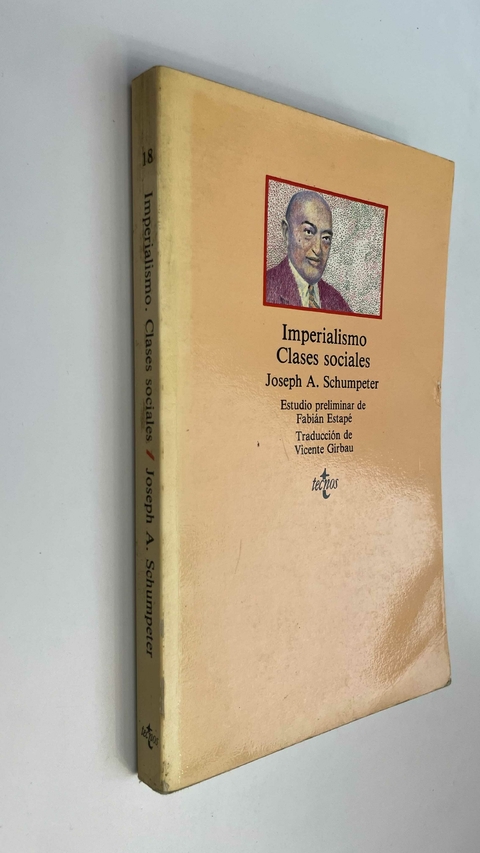 18
Imperialismo. Clases sociales / Joseph A. Schumpeter
tecnos
Imperialismo
Clases sociales
Joseph A. Schumpeter
Estudio preliminar de
Fabián Estapé
Traducción de
Vicente Girbau
tecnos